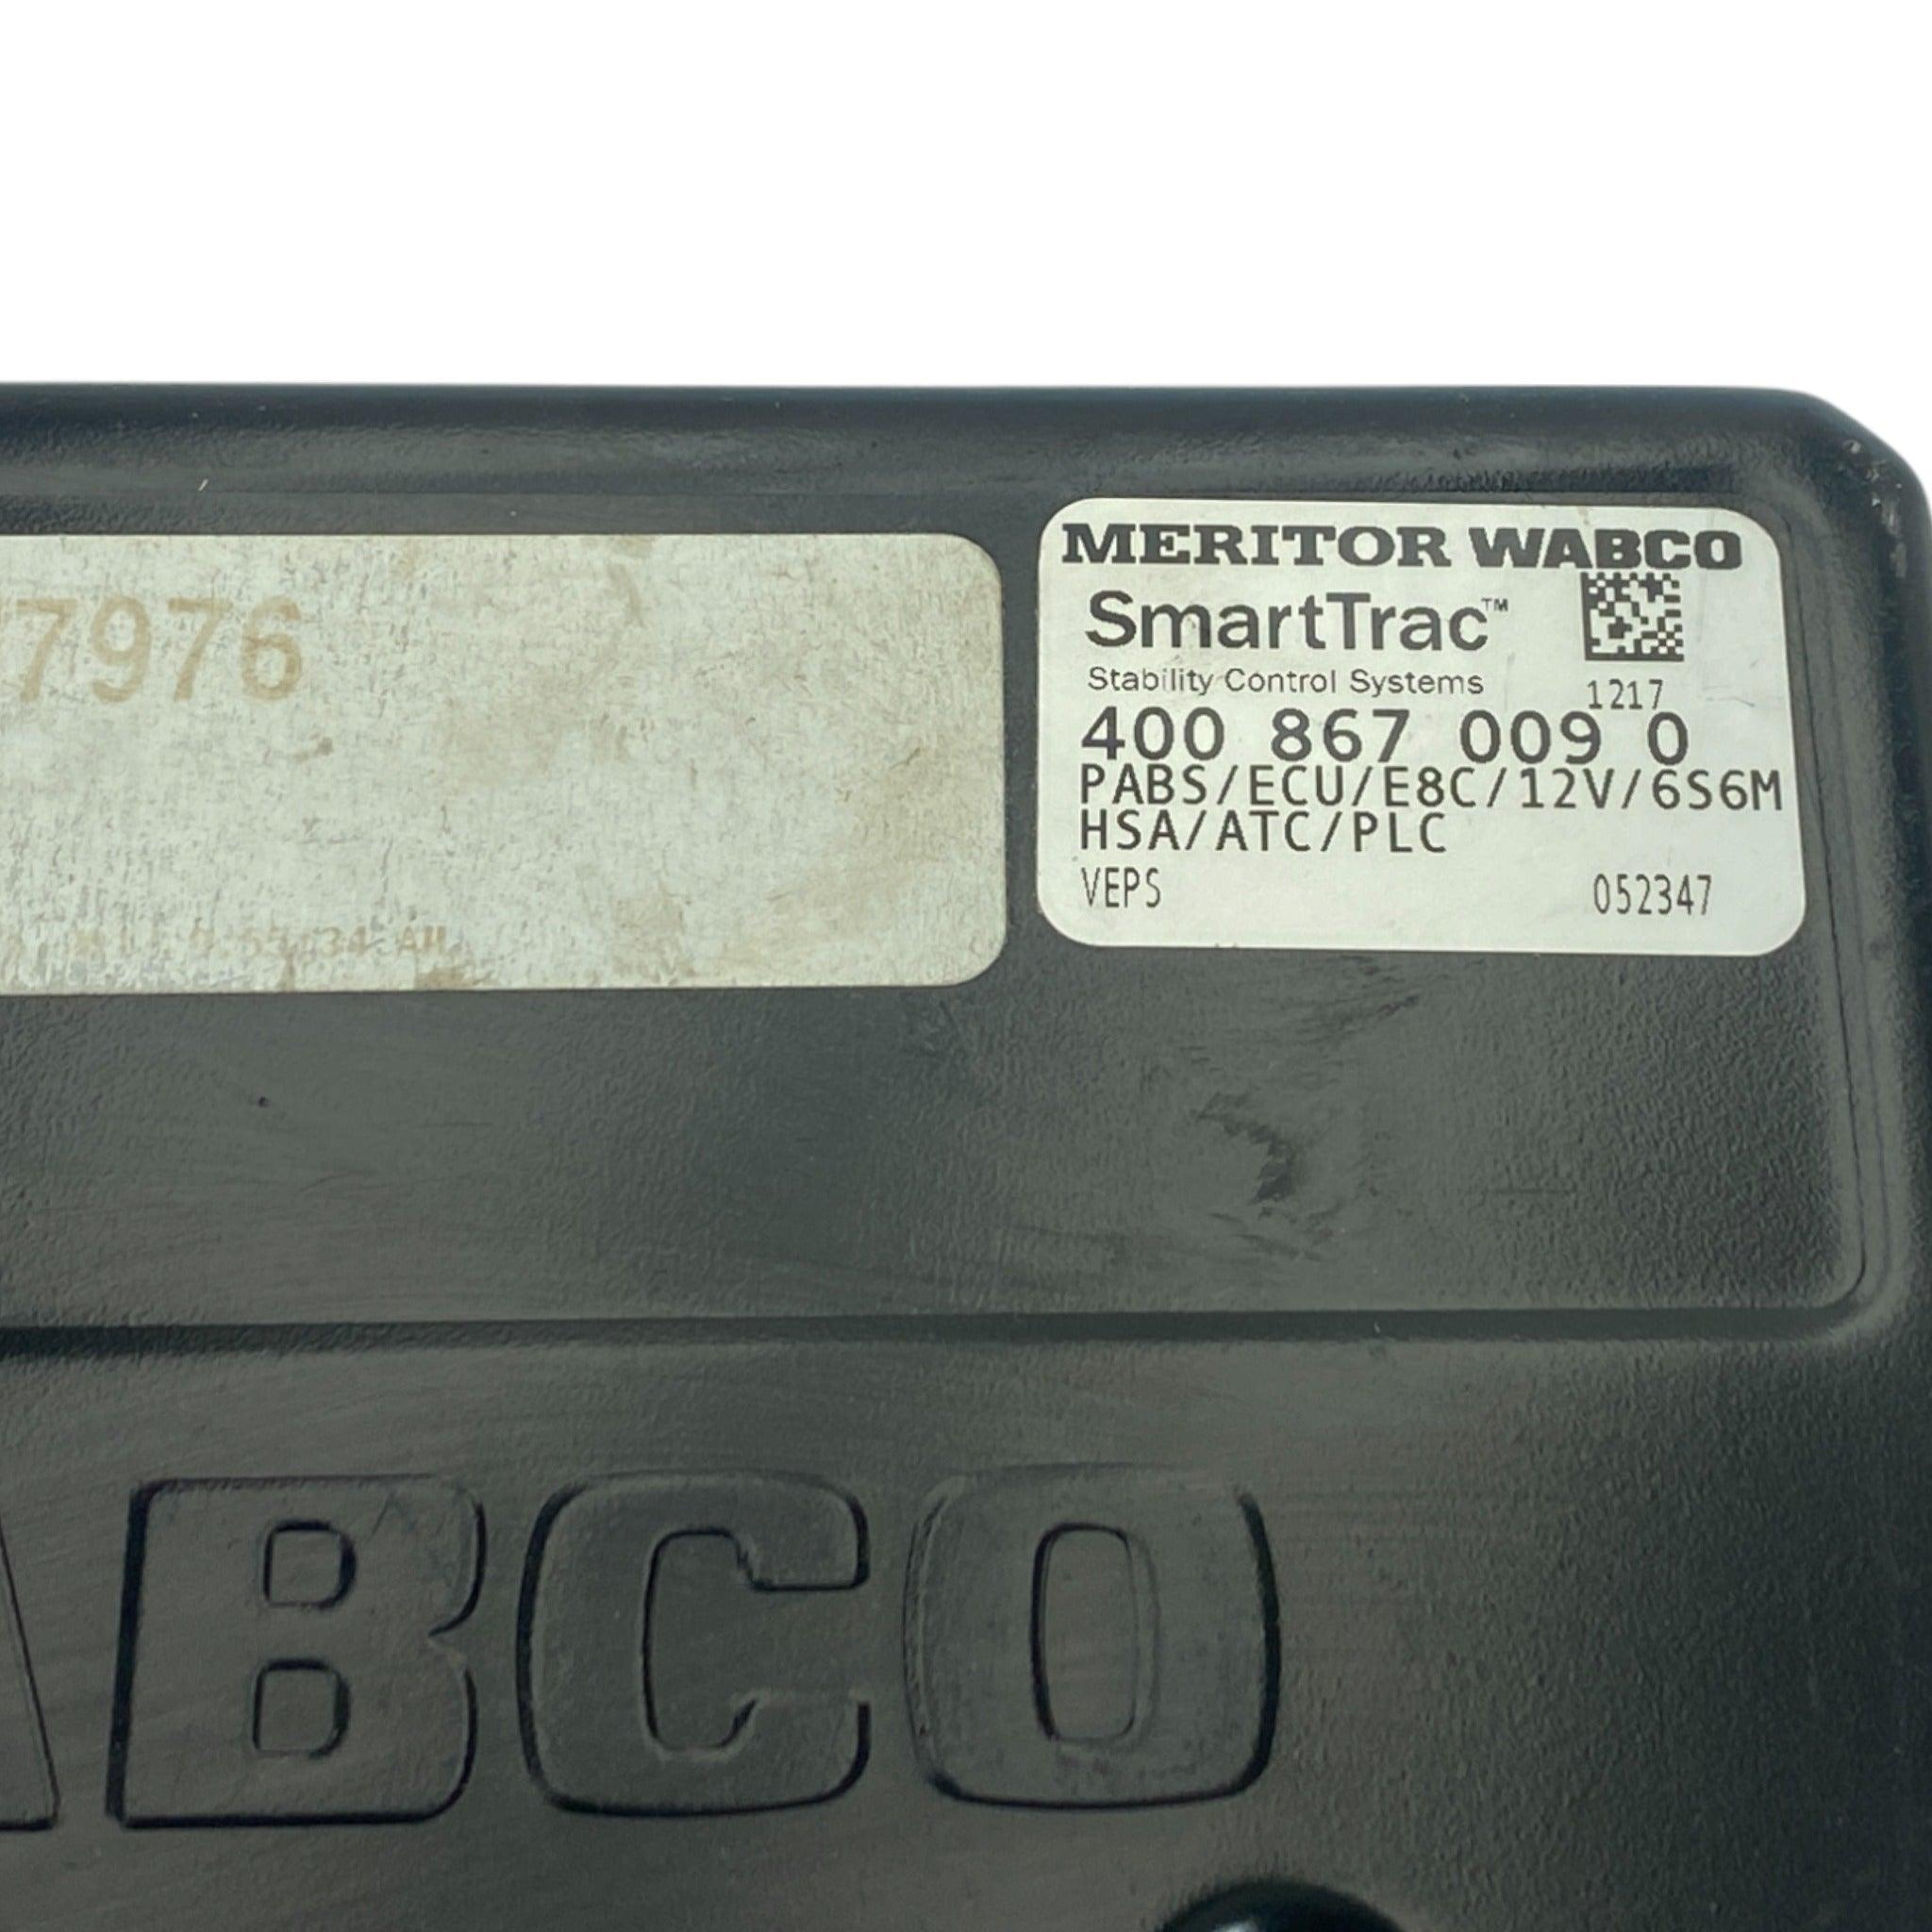 7976
MERITOR WABCO
SmartTrac™
Stability Control Systems
1217
400 867 009 0
PABS/ECU/E8C/12V/6S6M
HSA/ATC/PLC
VEPS 052347
ABCO